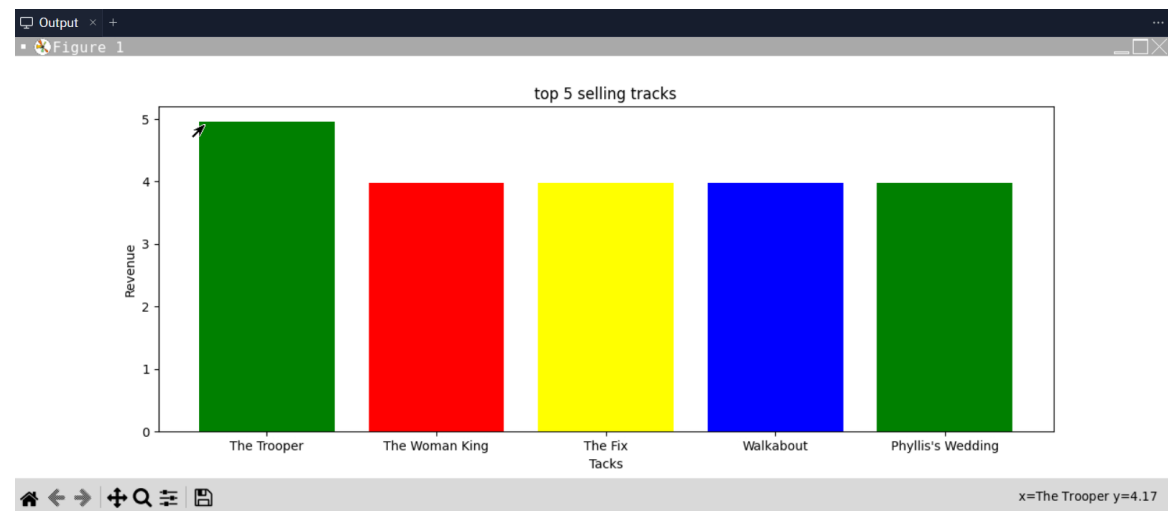 Output × +
Figure 1
top 5 selling tracks
5
4
3
2
1
0
Revenue
The Trooper The Woman King The Fix Walkabout Phyllis's Wedding
Tacks
x=The Trooper y=4.17